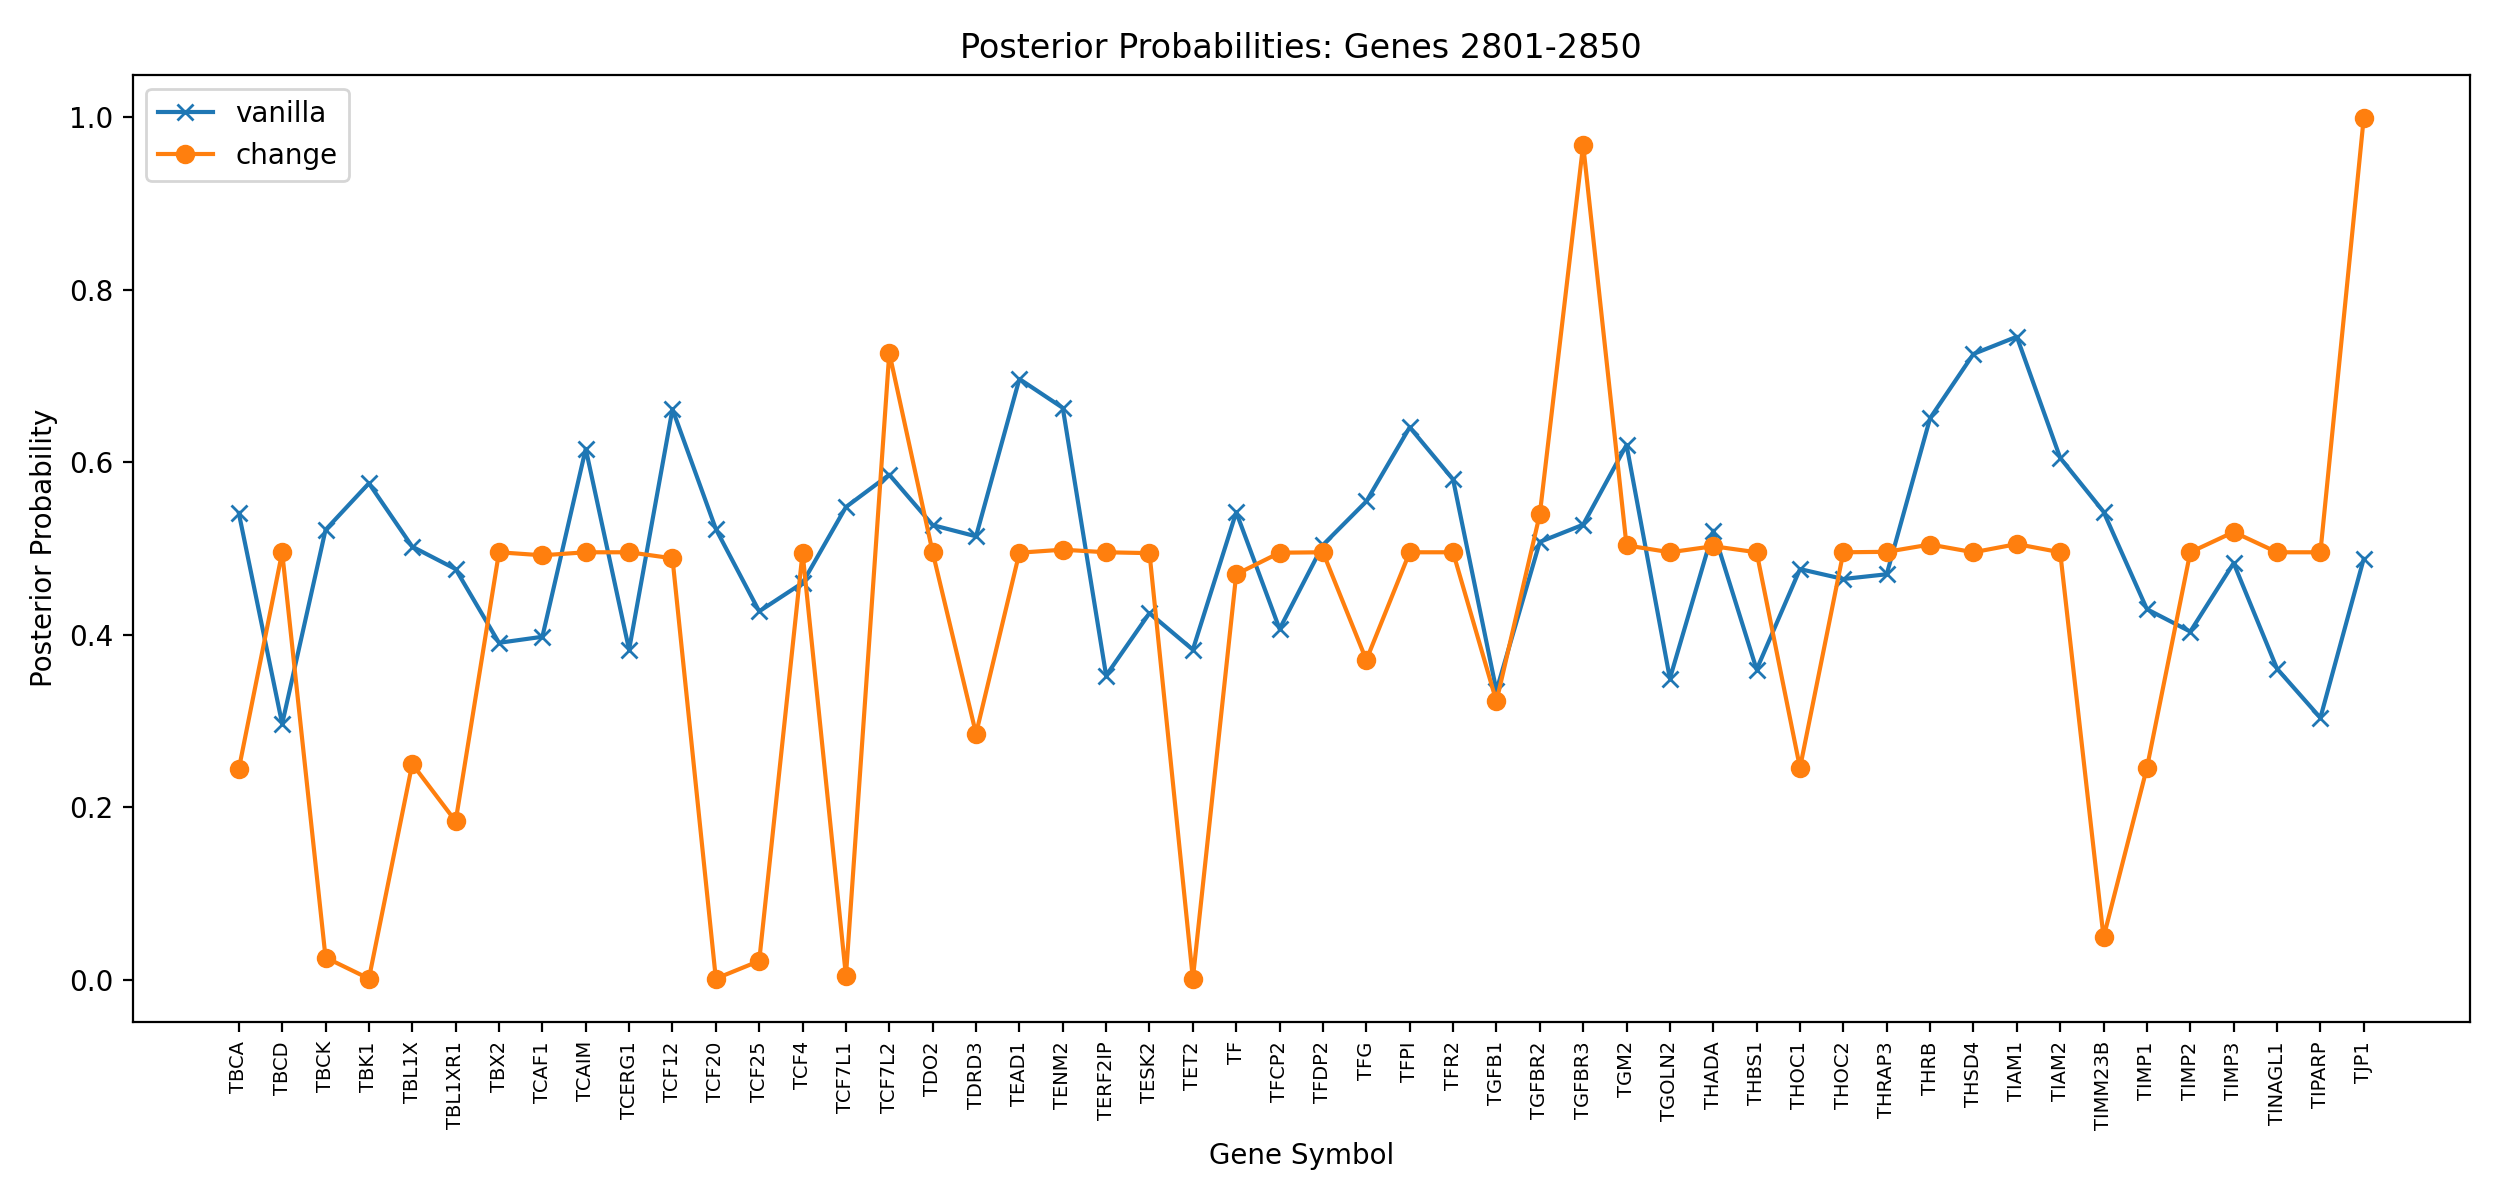 Posterior Probabilities: Genes 2801-2850
vanilla
change
1.0
0.8
0.6
0.4
0.2
0.0
Posterior Probability
TBCA
TBCD
TBCK
TBK1
TBL1X
TBL1XR1
TBX2
TCAF1
TCAIM
TCERG1
TCF12
TCF20
TCF25
TCF4
TCF7L1
TCF7L2
TDO2
TDRD3
TEAD1
TENM2
TERF2IP
TESK2
TET2
TF
TFCP2
TFDP2
TFG
TFPI
TFR2
TGFB1
TGFBR2
TGFBR3
TGM2
TGOLN2
THADA
THBS1
THOC1
THOC2
THRAP3
THRB
THSD4
TIAM1
TIAM2
TIMM23B
TIMP1
TIMP2
TIMP3
TINAGL1
TIPARP
TJP1
Gene Symbol